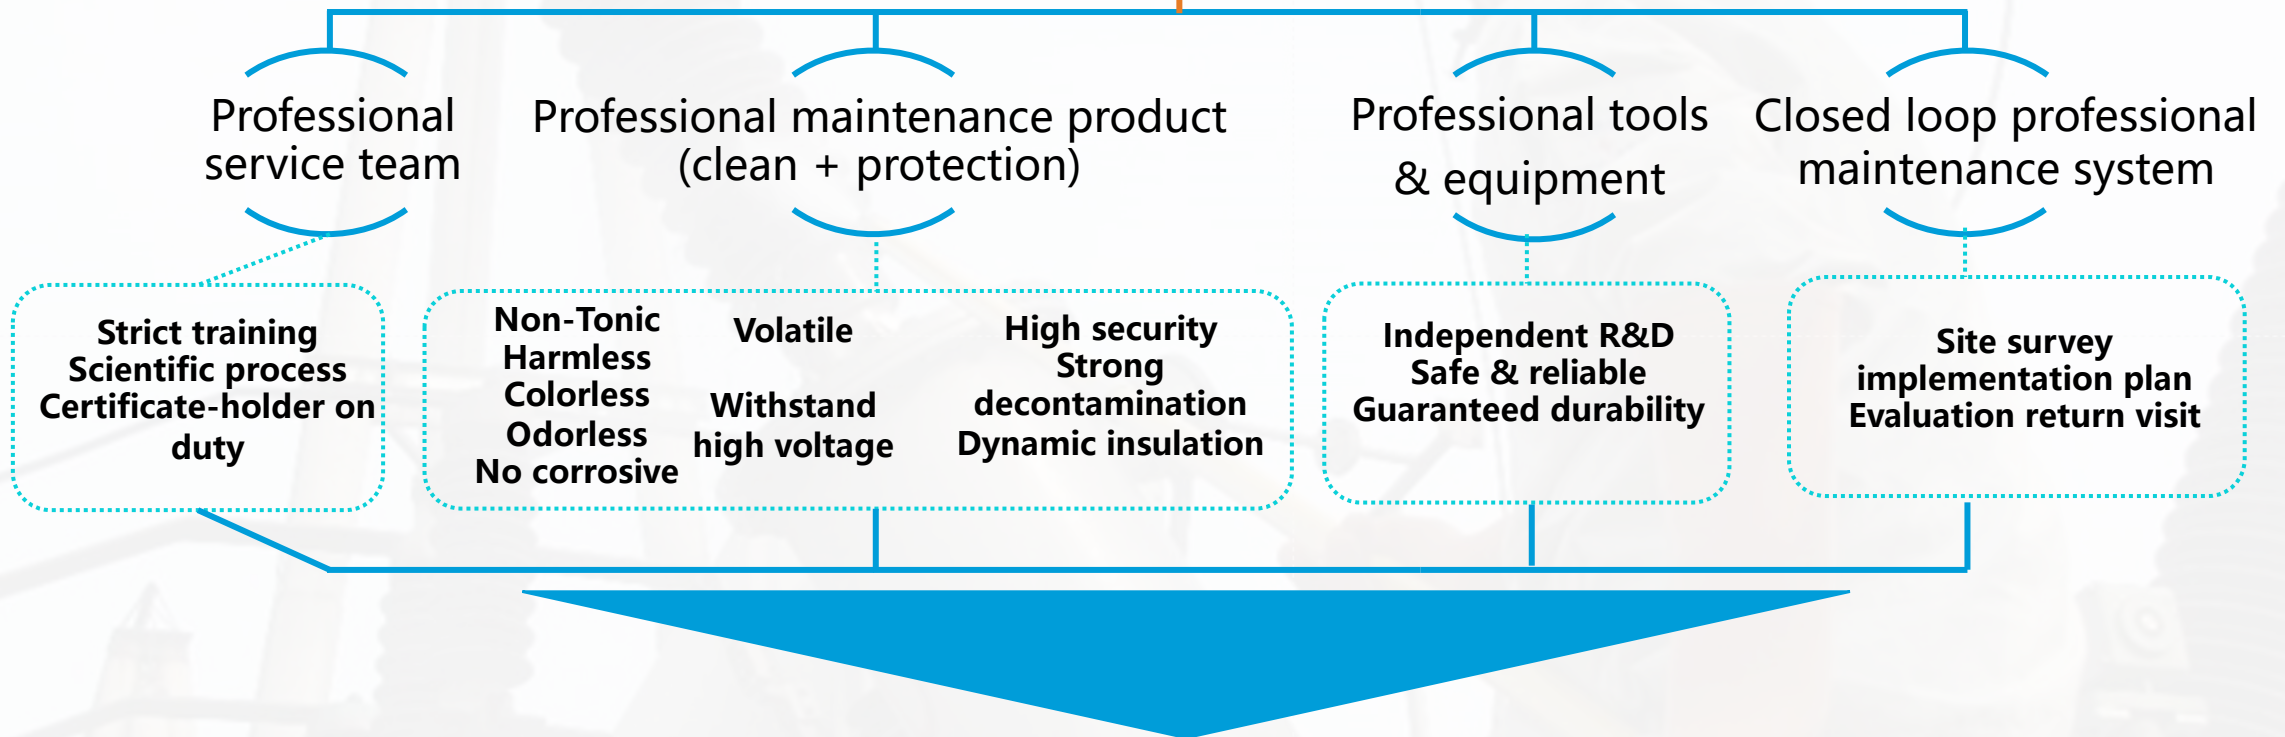 Professional
service team
Professional maintenance product
(clean + protection)
Professional tools
& equipment
Closed loop professional
maintenance system
Strict training
Scientific process
Certificate-holder on
duty
Non-Tonic
Harmless
Colorless
Odorless
No corrosive
Volatile
Withstand
high voltage
High security
Strong
decontamination
Dynamic insulation
Independent R&D
Safe & reliable
Guaranteed durability
Site survey
implementation plan
Evaluation return visit